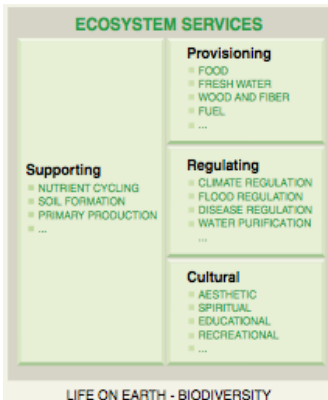 ECOSYSTEM SERVICES
Supporting
NUTRIENT CYCLING
SOIL FORMATION
PRIMARY PRODUCTION
...
Provisioning
FOOD
FRESH WATER
WOOD AND FIBER
FUEL
...
Regulating
CLIMATE REGULATION
FLOOD REGULATION
DISEASE REGULATION
WATER PURIFICATION
...
Cultural
AESTHETIC
SPIRITUAL
EDUCATIONAL
RECREATIONAL
...
LIFE ON EARTH - BIODIVERSITY